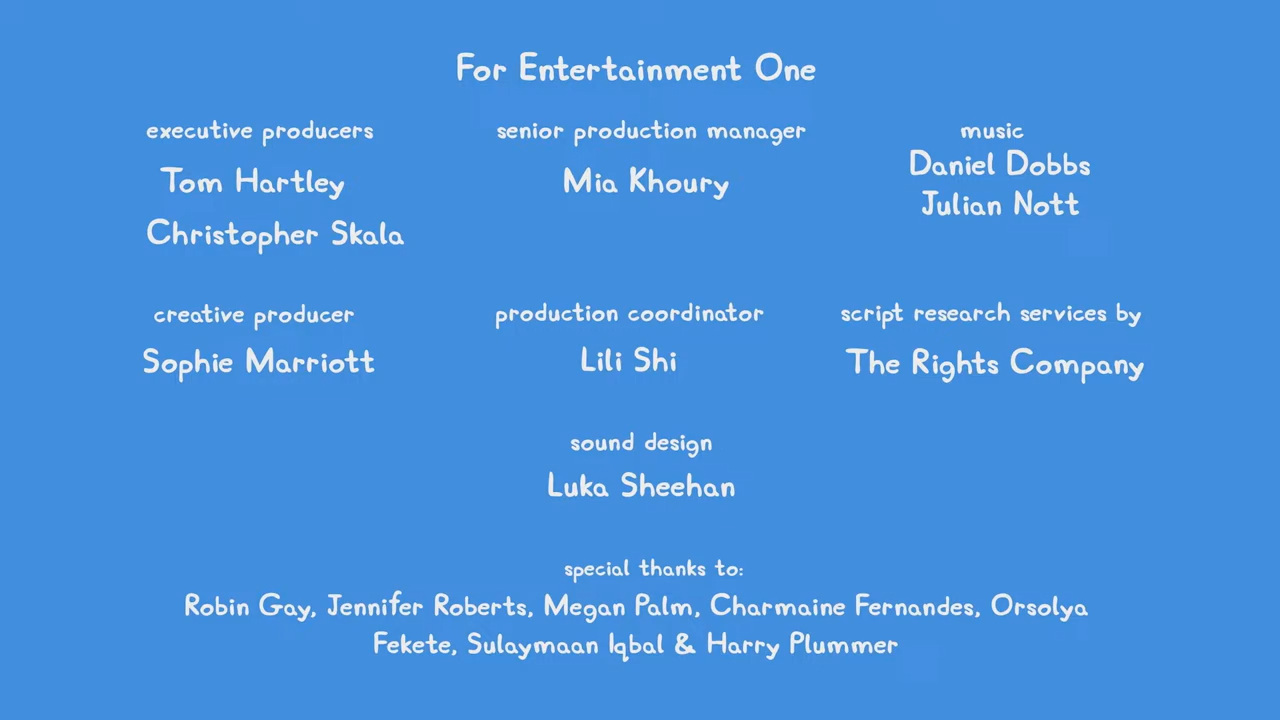 For Entertainment One
executive producers
Tom Hartley
Christopher Skala
senior production manager
Mia Khoury
music
Daniel Dobbs
Julian Nott
creative producer
Sophie Marriott
production coordinator
Lili Shi
script research services by
The Rights Company
sound design
Luka Sheehan
special thanks to:
Robin Gay, Jennifer Roberts, Megan Palm, Charmaine Fernandes, Orsolya
Fekete, Sulaymaan Iqbal & Harry Plummer